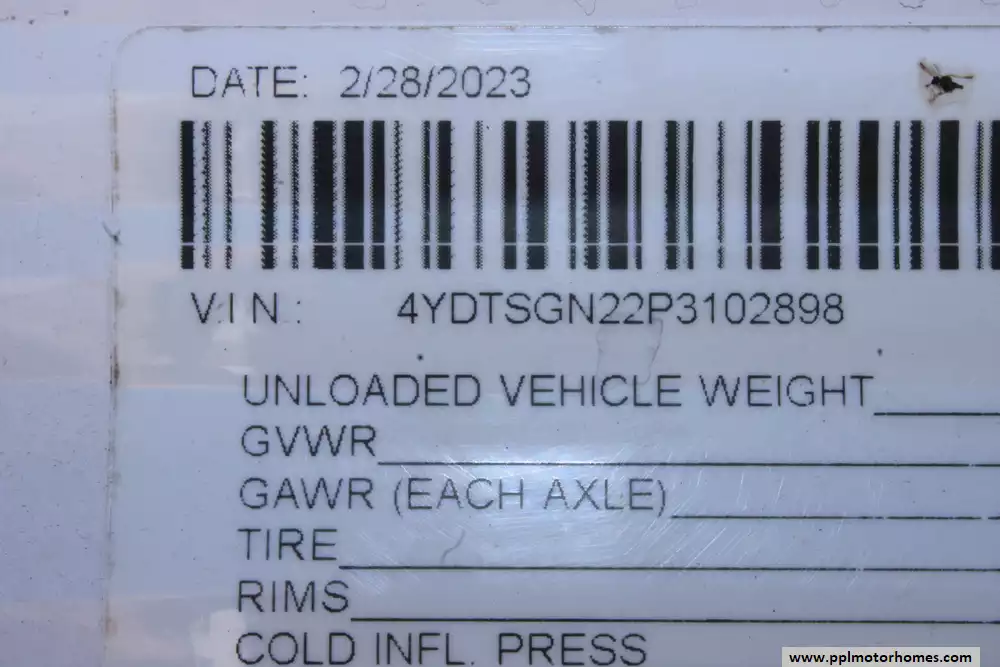 DATE: 2/28/2023
VIN: 4YDTSGN22P3102898
UNLOADED VEHICLE WEIGHT
GVWR
GAWR (EACH AXLE)
TIRE
RIMS
COLD INFL. PRESS
www.pplmotorhomes.com